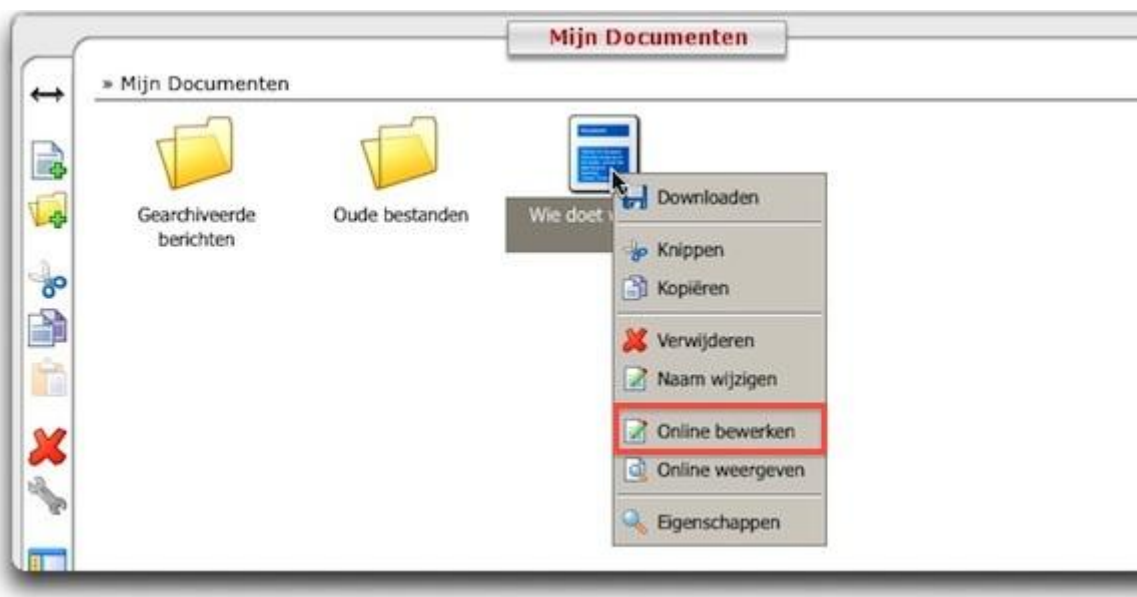 Mijn Documenten
» Mijn Documenten
Gearchiveerde
berichten
Oude bestanden
Wie doet
Downloaden
Knippen
Kopiëren
Verwijderen
Naam wijzigen
Online bewerken
Online weergeven
Eigenschappen